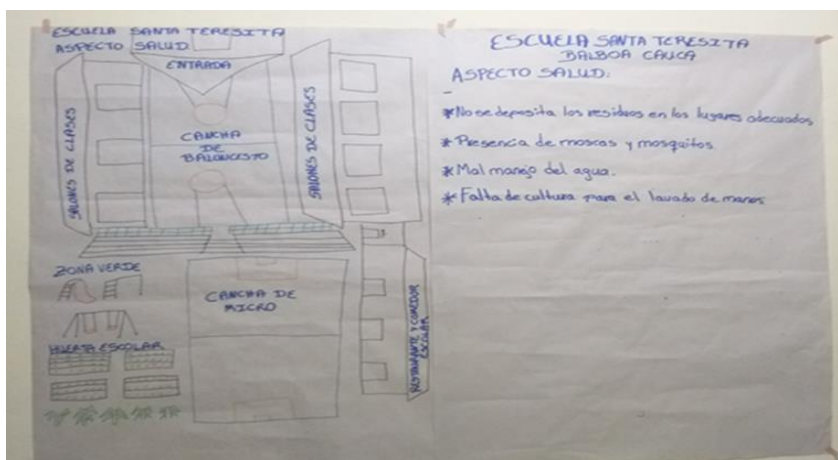 ESCUELA SANTA TERESITA
ASPECTO SALUD
ENTRADA
SALONES DE CLASES
CANCHA
DE
BALONCESTO
SALONES DE CLASES
ZONA VERDE
CANCHA DE
MICRO
HUERTA ESCOLAR
RESTAURANTE Y COMEDOR
ESCOLAR
ESCUELA SANTA TERESITA
BALBOA CAUCA
ASPECTO SALUD:
-
*No se deposita los residuos en los lugares adecuados
*Presencia de moscas y mosquitos.
*Mal manejo del agua.
*Falta de cultura para el lavado de manos